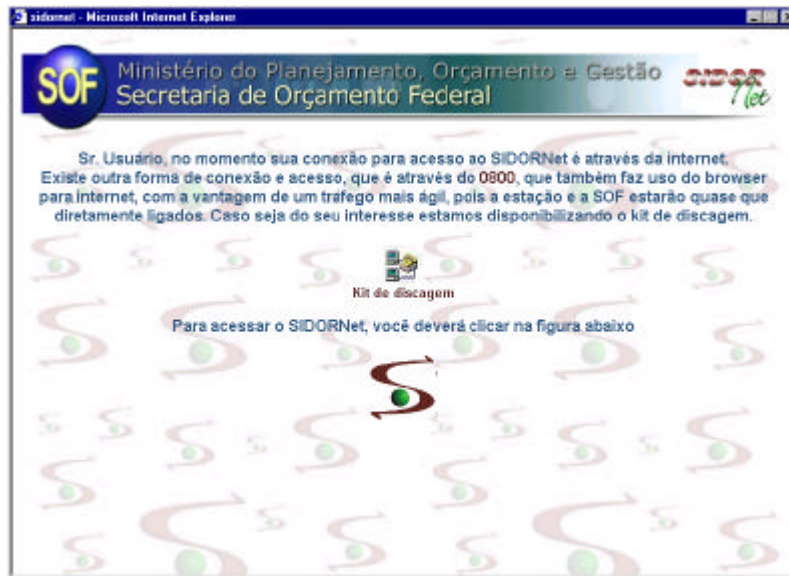 sidornet - Microsoft Internet Explorer
SOF
Ministério do Planejamento, Orçamento e Gestão
Secretaria de Orçamento Federal
SIDOR
Net
Sr. Usuário, no momento sua conexão para acesso ao SIDORNet é através da internet.
Existe outra forma de conexão e acesso, que é através do 0800, que também faz uso do browser
para internet, com a vantagem de um tráfego mais ágil, pois a estação e a SOF estarão quase que
diretamente ligados. Caso seja do seu interesse estamos disponibilizando o kit de discagem.
Kit de discagem
Para acessar o SIDORNet, você deverá clicar na figura abaixo